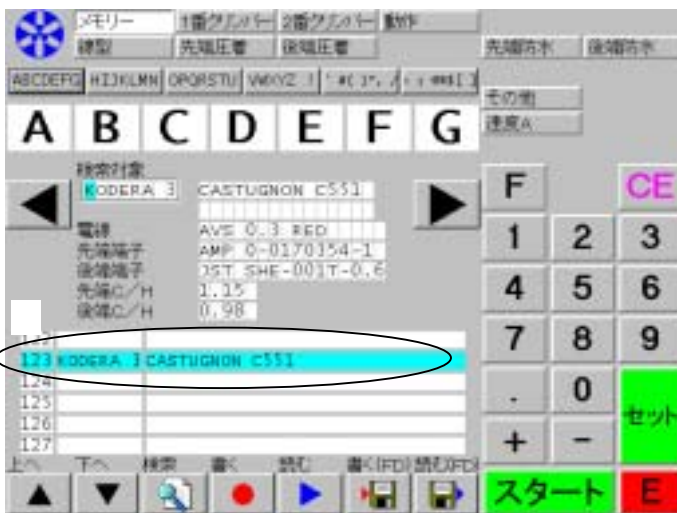 メモリー 1番クリンパー 2番クリンパー 動作
線型 先端圧着 後端圧着 先端防水 後端防水
ABCDEFG HIJKLMN OPQRSTU VWXYZ !
その他
速度A
A B C D E F G
検索対象
KODERA 3 CASTUGNON C551
電線 AVS 0.3 RED
先端端子 AMP 0-0170354-1
後端端子 JST SHE-001T-0.6
先端C/H 1.15
後端C/H 0.98
F CE
1 2 3
4 5 6
7 8 9
. 0
+ -
セット
122
123 KODERA 3 CASTUGNON C551
124
125
126
127
上へ 下へ 検索 書く 読む 書く(FD) 読む(FD)
スタート E